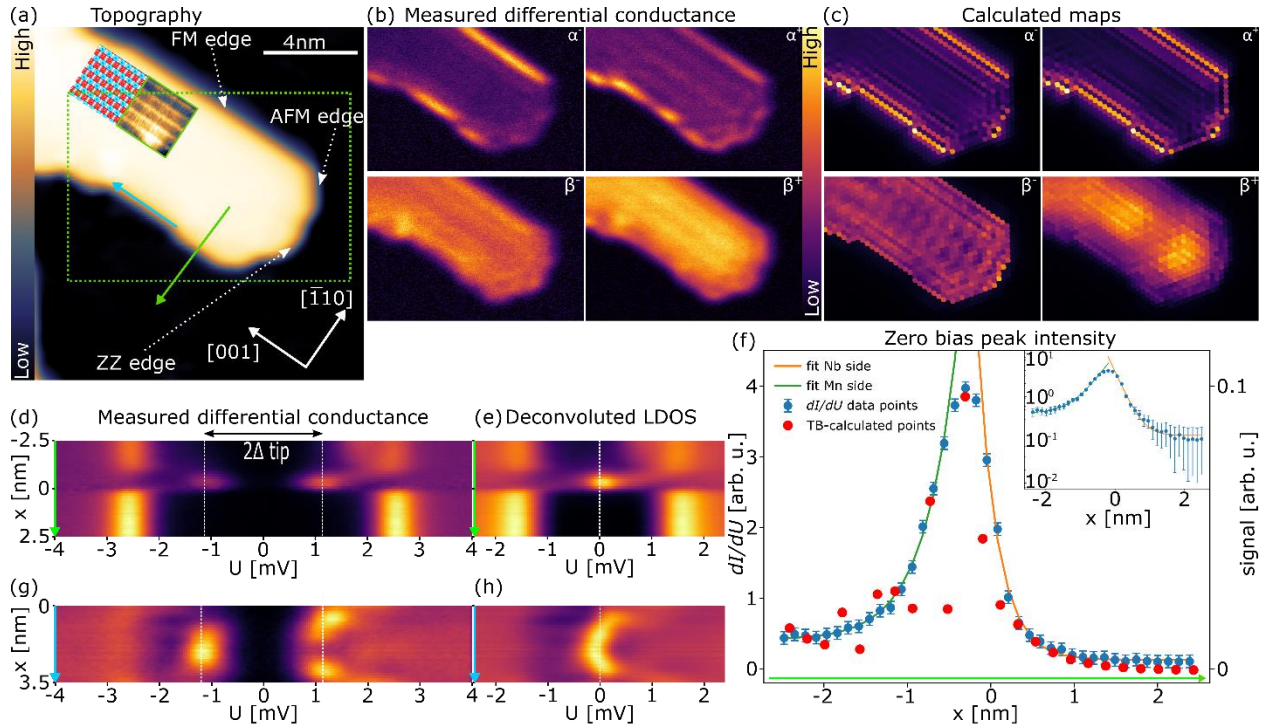 (a) Topography
High
Low
FM edge
4nm
AFM edge
ZZ edge
[001]
[1̄10]
(b) Measured differential conductance
α⁻
α⁺
β⁻
β⁺
High
Low
(c) Calculated maps
α⁻
α⁺
β⁻
β⁺
(d) Measured differential conductance
2Δ tip
x [nm]
-2.5
0
2.5
-4 -3 -2 -1 0 1 2 3 4
U [mV]
(e) Deconvoluted LDOS
-2 -1 0 1 2
U [mV]
(g)
x [nm]
0
3.5
-4 -3 -2 -1 0 1 2 3 4
U [mV]
(h)
-2 -1 0 1 2
U [mV]
(f) Zero bias peak intensity
fit Nb side
fit Mn side
dI/dU data points
TB-calculated points
dI/dU [arb. u.]
4
3
2
1
0
-2 -1 0 1 2
x [nm]
0.1
0
signal [arb. u.]
10¹
10⁰
10⁻¹
10⁻²
-2 0 2
x [nm]